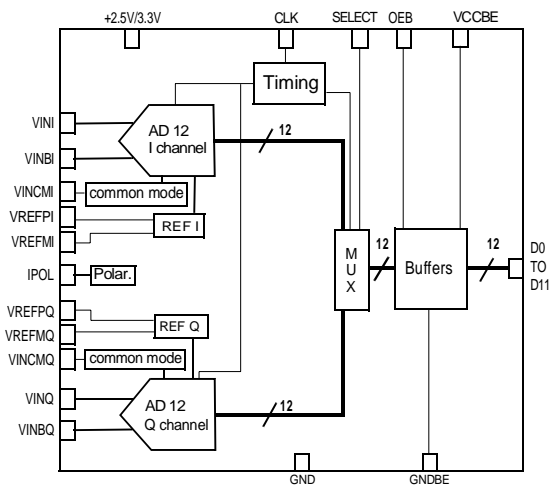 +2.5V/3.3V
CLK
SELECT
OEB
VCCBE
Timing
VINI
VINBI
AD 12
I channel
12
VINCMI
common mode
VREFPI
VREFMI
REF I
IPOL
Polar.
M
U
X
12
Buffers
12
D0
TO
D11
VREFPQ
VREFMQ
REF Q
VINCMQ
common mode
VINQ
VINBQ
AD 12
Q channel
12
GND
GNDBE